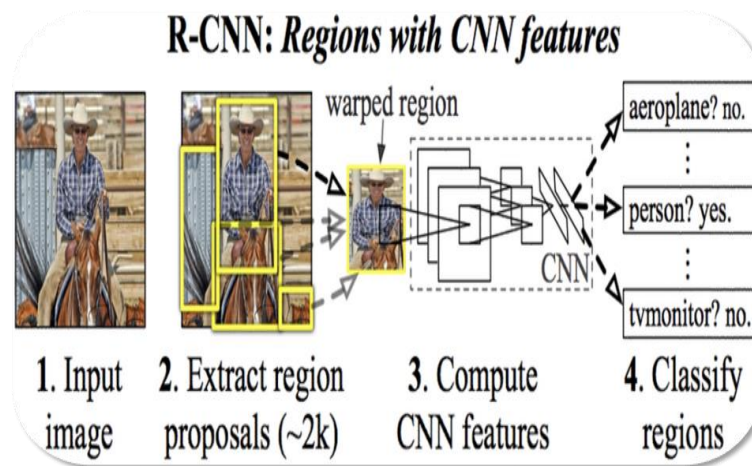 R-CNN: Regions with CNN features
warped region
aeroplane? no.
⋮
person? yes.
⋮
tvmonitor? no.
CNN
1. Input
image
2. Extract region
proposals (~2k)
3. Compute
CNN features
4. Classify
regions